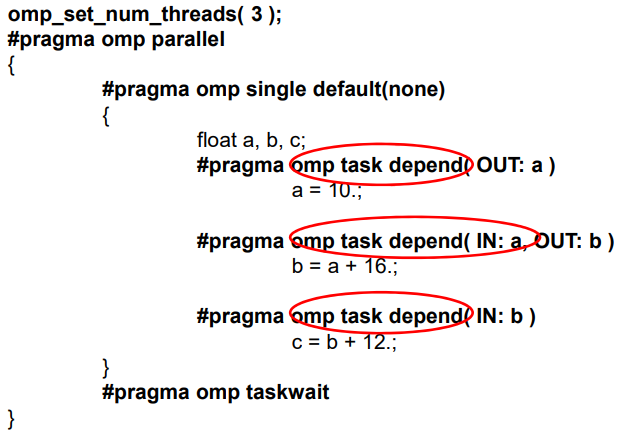 omp_set_num_threads( 3 );
#pragma omp parallel
{
#pragma omp single default(none)
{
float a, b, c;
#pragma omp task depend( OUT: a )
a = 10.;
#pragma omp task depend( IN: a, OUT: b )
b = a + 16.;
#pragma omp task depend( IN: b )
c = b + 12.;
}
#pragma omp taskwait
}